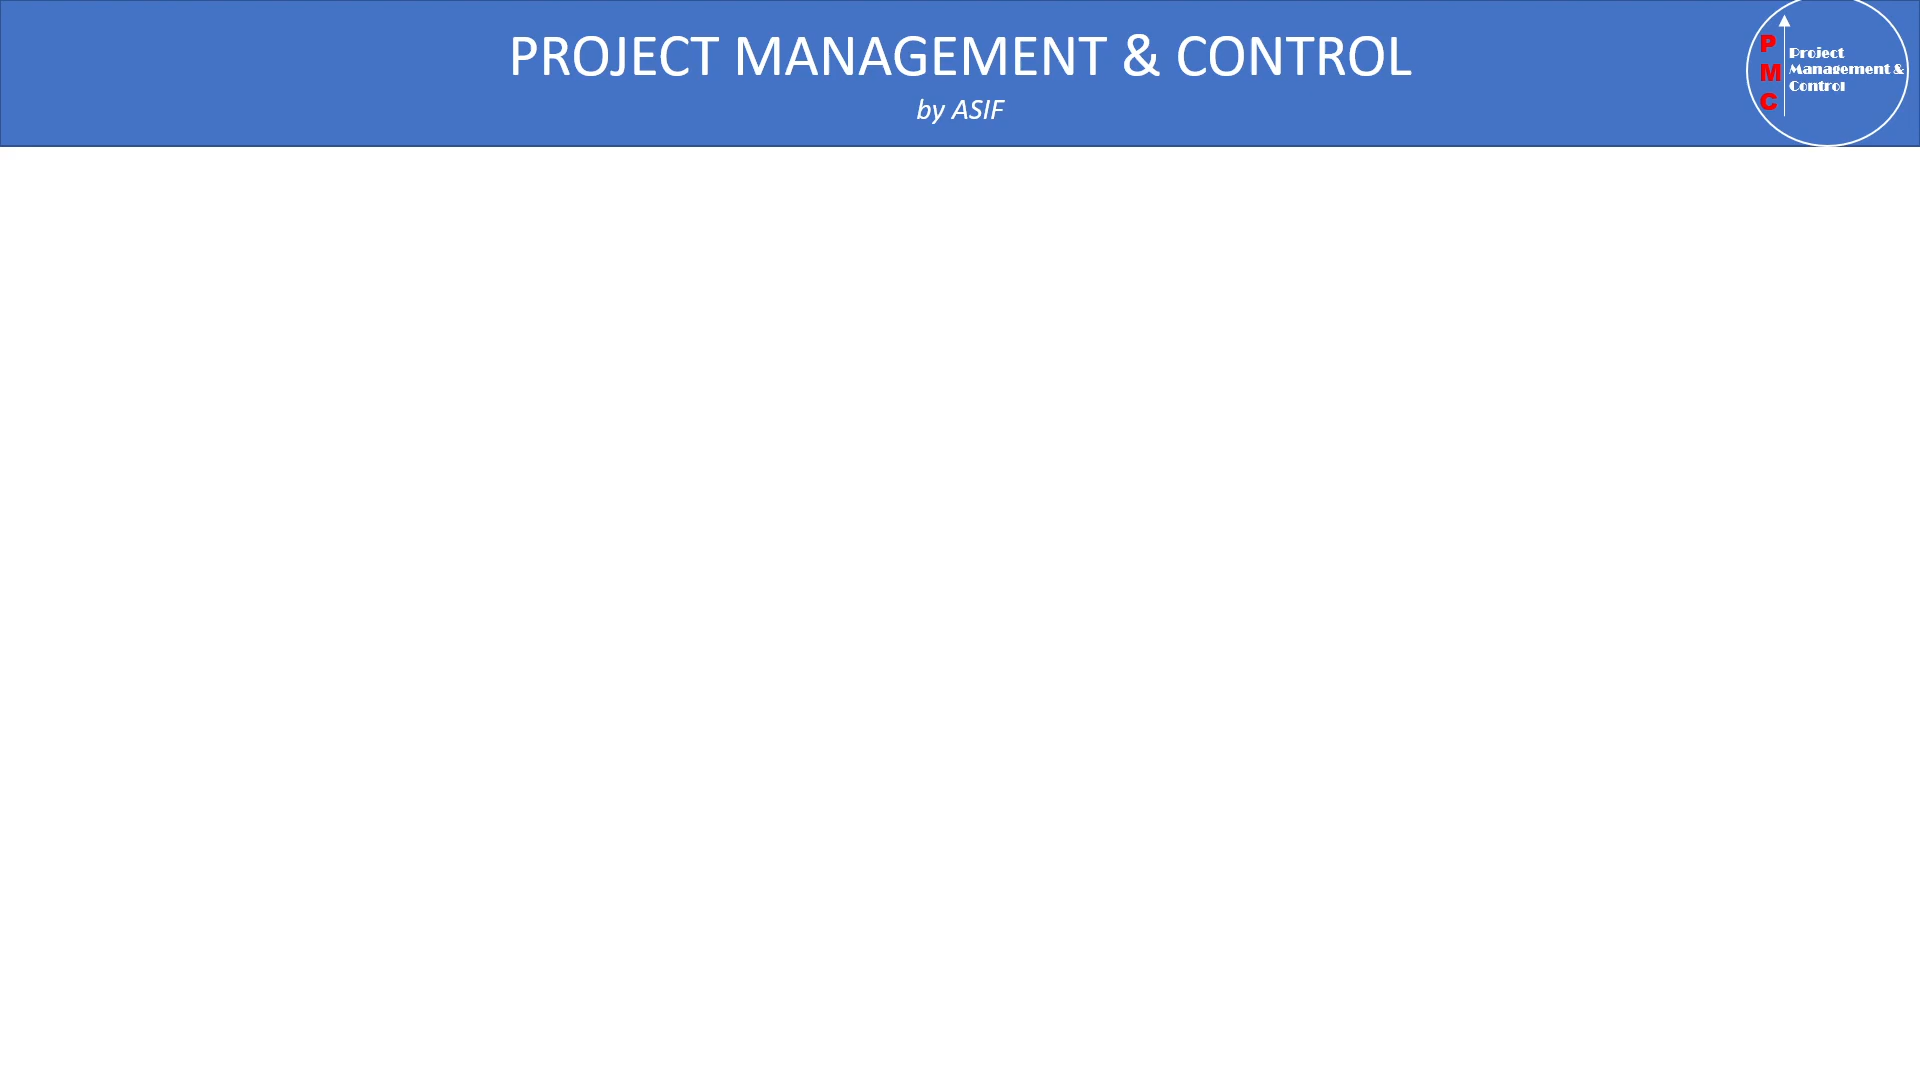 PROJECT MANAGEMENT & CONTROL
by ASIF
P
M
C
Project
Management &
Control